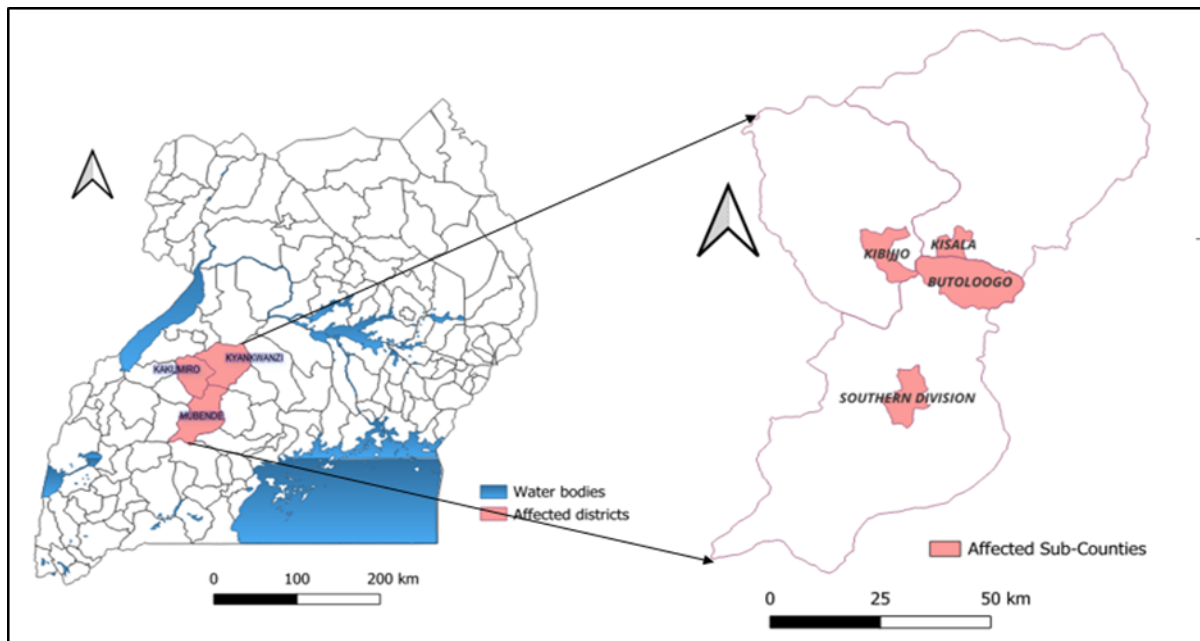 KYANKWANZI
KAKUMIRO
MUBENDE
Water bodies
Affected districts
0 100 200 km
KIBIJJO
KISALA
BUTOLOOGO
SOUTHERN DIVISION
Affected Sub-Counties
0 25 50 km